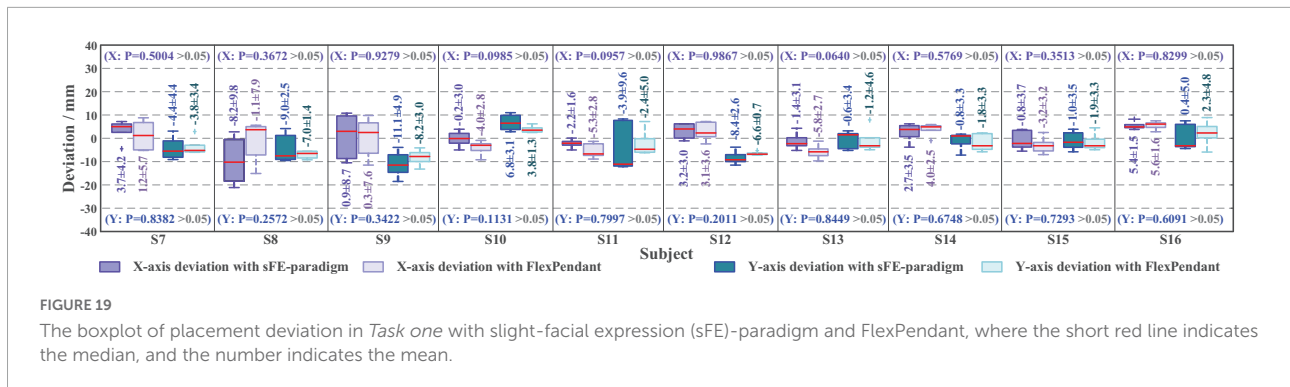 40
30
20
10
0
-10
-20
-30
-40
Deviation / mm
(X: P=0.5004 >0.05)
(X: P=0.3672 >0.05)
(X: P=0.9279 >0.05)
(X: P=0.0985 >0.05)
(X: P=0.0957 >0.05)
(X: P=0.9867 >0.05)
(X: P=0.0640 >0.05)
(X: P=0.5769 >0.05)
(X: P=0.3513 >0.05)
(X: P=0.8299 >0.05)
3.7±4.2
1.2±5.7
-4.4±4.4
-3.8±3.4
-8.2±9.8
-1.1±7.9
-9.0±2.5
-7.0±1.4
0.9±8.7
0.3±7.6
-11.1±4.9
-8.2±3.0
-0.2±3.0
-4.0±2.8
6.8±3.1
3.8±1.3
-2.2±1.6
-5.3±2.8
-3.9±9.6
-2.4±5.0
3.2±3.0
3.1±3.6
-8.4±2.6
-6.6±0.7
-1.4±3.1
-5.8±2.7
-0.6±3.4
-1.2±4.6
2.7±3.5
4.0±2.5
-0.8±3.3
-1.8±3.3
-0.8±3.7
-3.2±3.2
-1.0±3.5
-1.9±3.3
5.4±1.5
5.6±1.6
0.4±5.0
2.3±4.8
(Y: P=0.8382 >0.05)
(Y: P=0.2572 >0.05)
(Y: P=0.3422 >0.05)
(Y: P=0.1131 >0.05)
(Y: P=0.7997 >0.05)
(Y: P=0.2011 >0.05)
(Y: P=0.8449 >0.05)
(Y: P=0.6748 >0.05)
(Y: P=0.7293 >0.05)
(Y: P=0.6091 >0.05)
S7
S8
S9
S10
S11
S12
S13
S14
S15
S16
Subject
X-axis deviation with sFE-paradigm
X-axis deviation with FlexPendant
Y-axis deviation with sFE-paradigm
Y-axis deviation with FlexPendant
FIGURE 19
The boxplot of placement deviation in Task one with slight-facial expression (sFE)-paradigm and FlexPendant, where the short red line indicates
the median, and the number indicates the mean.